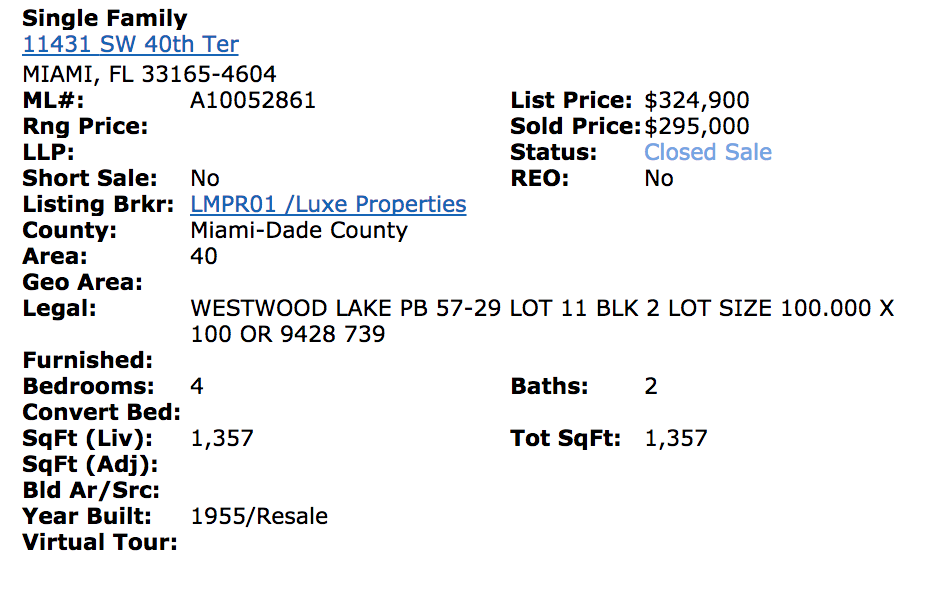 Single Family
11431 SW 40th Ter
MIAMI, FL 33165-4604
ML#: A10052861 List Price: $324,900
Rng Price: Sold Price: $295,000
LLP: Status: Closed Sale
Short Sale: No REO: No
Listing Brkr: LMPR01 /Luxe Properties
County: Miami-Dade County
Area: 40
Geo Area:
Legal: WESTWOOD LAKE PB 57-29 LOT 11 BLK 2 LOT SIZE 100.000 X
100 OR 9428 739
Furnished:
Bedrooms: 4 Baths: 2
Convert Bed:
SqFt (Liv): 1,357 Tot SqFt: 1,357
SqFt (Adj):
Bld Ar/Src:
Year Built: 1955/Resale
Virtual Tour: